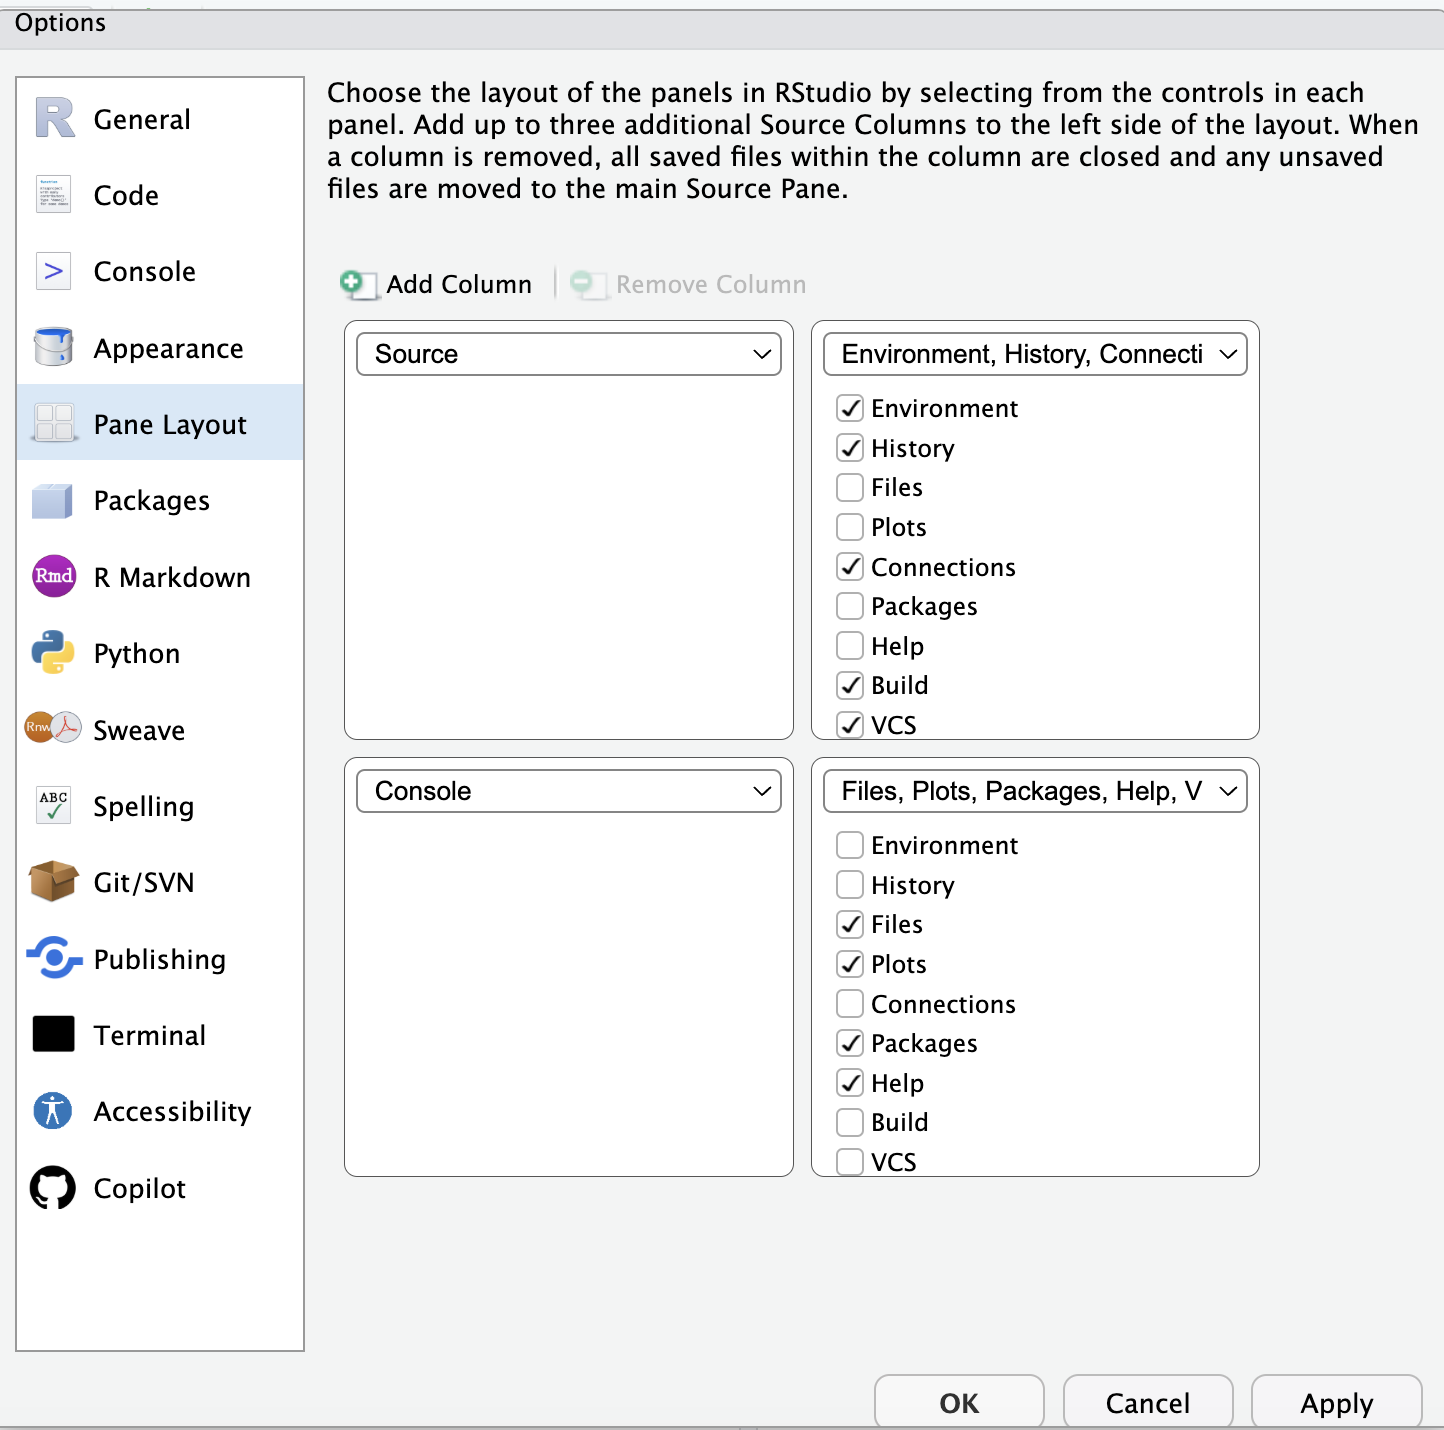 Options
General
Code
Console
Appearance
Pane Layout
Packages
Rmd R Markdown
Python
Rnw Sweave
ABC Spelling
Git/SVN
Publishing
Terminal
Accessibility
Copilot
Choose the layout of the panels in RStudio by selecting from the controls in each
panel. Add up to three additional Source Columns to the left side of the layout. When
a column is removed, all saved files within the column are closed and any unsaved
files are moved to the main Source Pane.
Add Column
Remove Column
Source
Environment, History, Connecti
Environment
History
Files
Plots
Connections
Packages
Help
Build
VCS
Console
Files, Plots, Packages, Help, V
Environment
History
Files
Plots
Connections
Packages
Help
Build
VCS
OK
Cancel
Apply